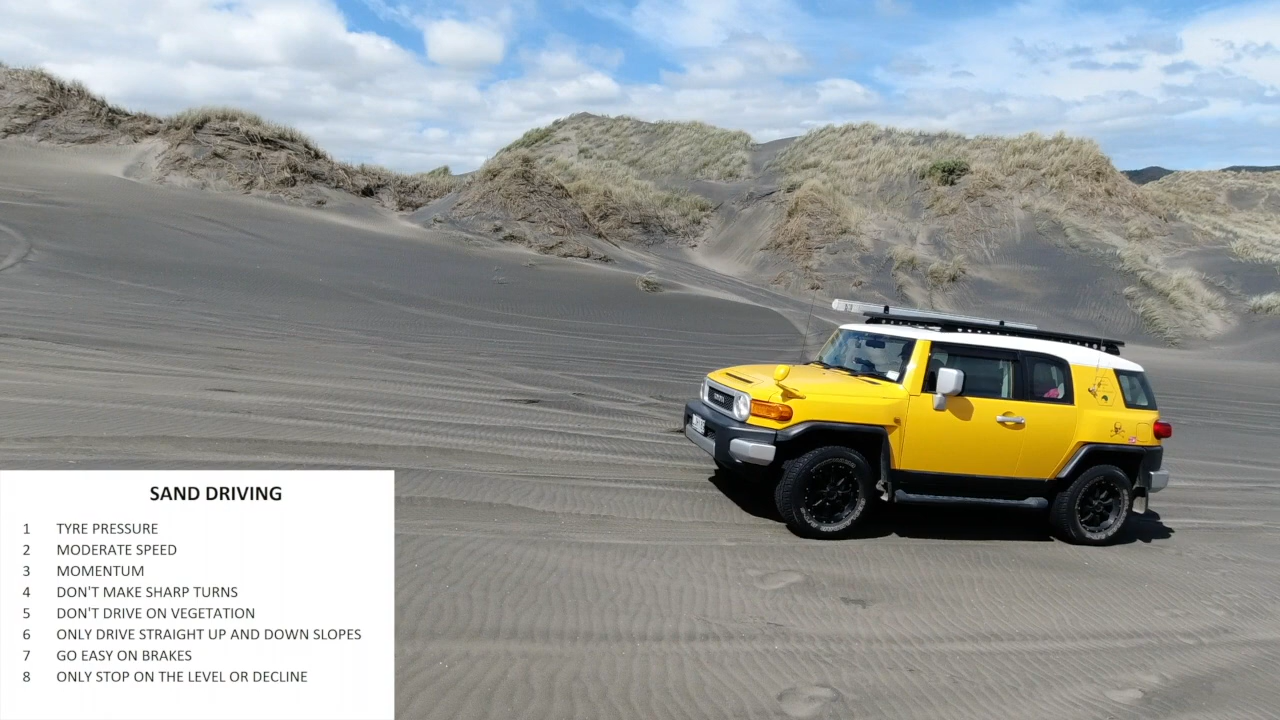 SAND DRIVING
1 TYRE PRESSURE
2 MODERATE SPEED
3 MOMENTUM
4 DON'T MAKE SHARP TURNS
5 DON'T DRIVE ON VEGETATION
6 ONLY DRIVE STRAIGHT UP AND DOWN SLOPES
7 GO EASY ON BRAKES
8 ONLY STOP ON THE LEVEL OR DECLINE
TOYOTA